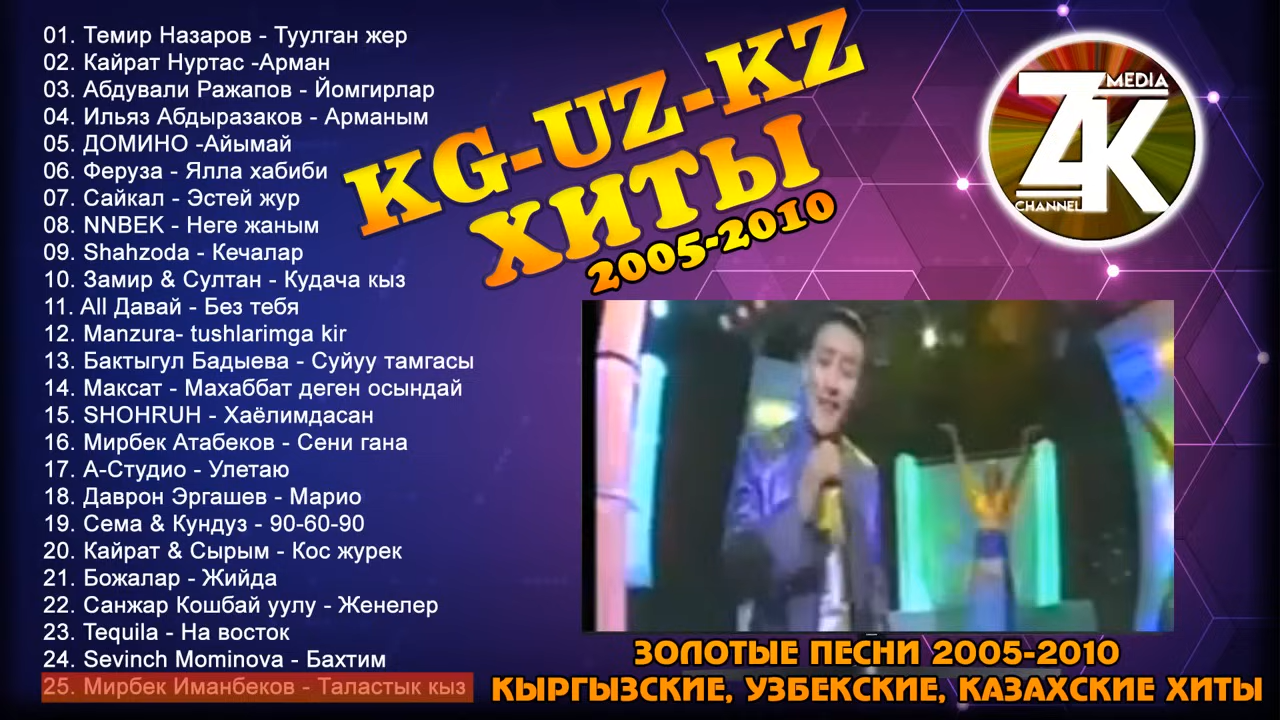 01. Темир Назаров - Туулган жер
02. Кайрат Нуртас -Арман
03. Абдували Ражапов - Йомгирлар
04. Ильяз Абдыразаков - Арманым
05. ДОМИНО -Айымай
06. Феруза - Ялла хабиби
07. Сайкал - Эстей жур
08. NNBEK - Неге жаным
09. Shahzoda - Кечалар
10. Замир & Султан - Кудача кыз
11. All Давай - Без тебя
12. Manzura- tushlarimga kir
13. Бактыгул Бадыева - Суйуу тамгасы
14. Максат - Махаббат деген осындай
15. SHOHRUH - Хаёлимдасан
16. Мирбек Атабеков - Сени гана
17. А-Студио - Улетаю
18. Даврон Эргашев - Марио
19. Сема & Кундуз - 90-60-90
20. Кайрат & Сырым - Кос журек
21. Божалар - Жийда
22. Санжар Кошбай уулу - Женелер
23. Tequila - На восток
24. Sevinch Mominova - Бахтим
25. Мирбек Иманбеков - Таластык кыз
KG-UZ-KZ
ХИТЫ
2005-2010
MEDIA
ZK
CHANNEL
ЗОЛОТЫЕ ПЕСНИ 2005-2010
КЫРГЫЗСКИЕ, УЗБЕКСКИЕ, КАЗАХСКИЕ ХИТЫ